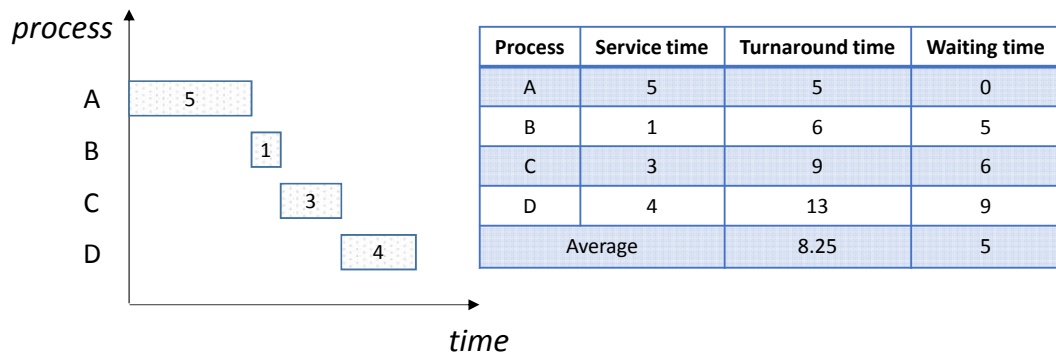 process
A
5
B
1
C
3
D
4
time
Process Service time Turnaround time Waiting time
A 5 5 0
B 1 6 5
C 3 9 6
D 4 13 9
Average 8.25 5